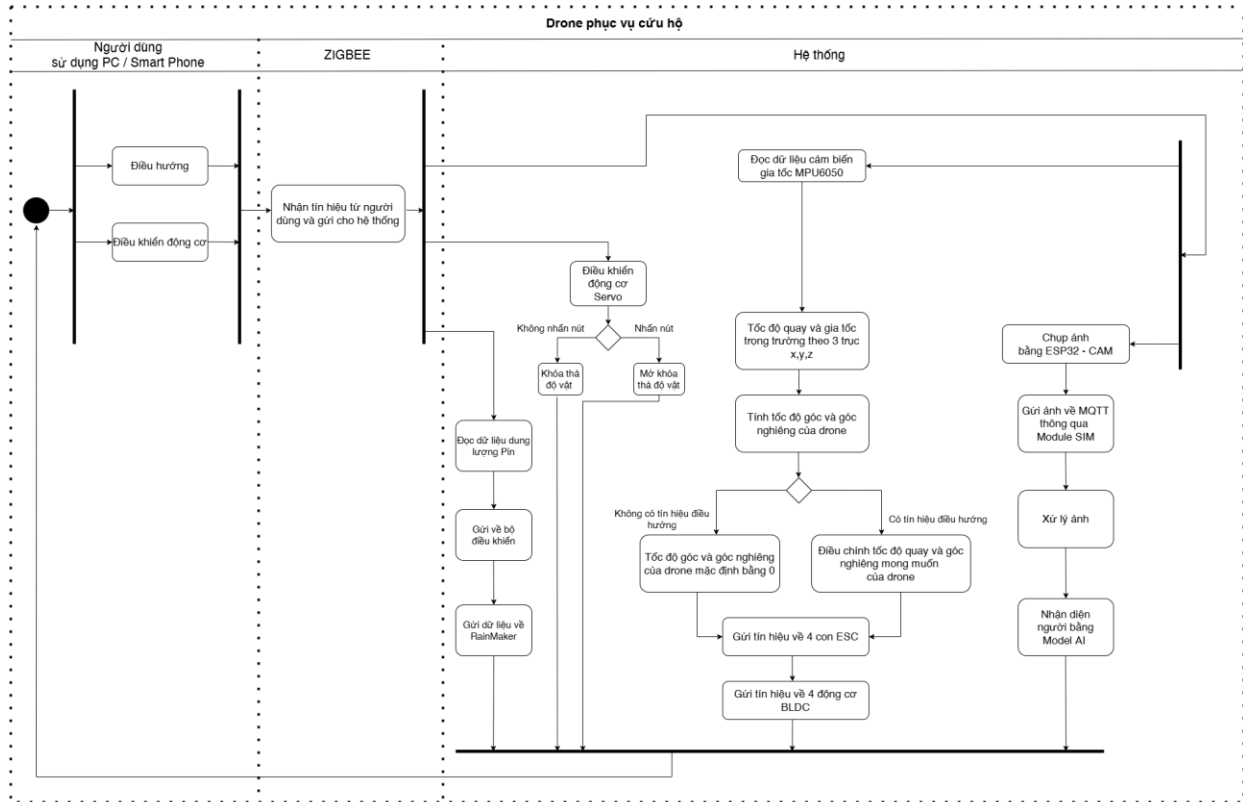 Drone phục vụ cứu hộ
Người dùng
sử dụng PC / Smart Phone
ZIGBEE
Hệ thống
Điều hướng
Điều khiển động cơ
Nhận tín hiệu từ người
dùng và gửi cho hệ thống
Đọc dữ liệu cảm biến
gia tốc MPU6050
Điều khiển
động cơ
Servo
Không nhấn nút
Nhấn nút
Khóa thả
độ vật
Mở khóa
thả độ vật
Tốc độ quay và gia tốc
trọng trường theo 3 trục
x,y,z
Chụp ảnh
bằng ESP32 - CAM
Tính tốc độ góc và góc
nghiêng của drone
Gửi ảnh về MQTT
thông qua
Module SIM
Đọc dữ liệu dung
lượng Pin
Không có tín hiệu điều
hướng
Có tín hiệu điều hướng
Gửi về bộ
điều khiển
Tốc độ góc và góc nghiêng
của drone mặc định bằng 0
Điều chỉnh tốc độ quay và góc
nghiêng mong muốn
của drone
Xử lý ảnh
Gửi dữ liệu về
RainMaker
Gửi tín hiệu về 4 con ESC
Nhận diện
người bằng
Model AI
Gửi tín hiệu về 4 động cơ
BLDC